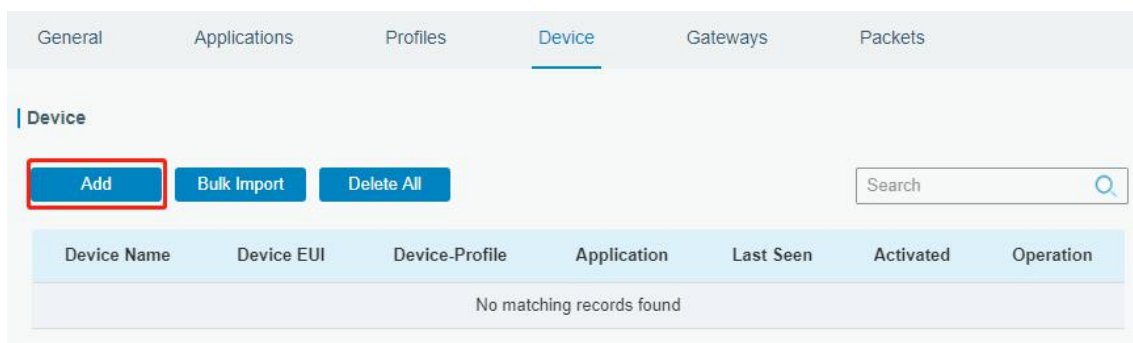 General Applications Profiles Device Gateways Packets
Device
Add Bulk Import Delete All Search
Device Name Device EUI Device-Profile Application Last Seen Activated Operation
No matching records found